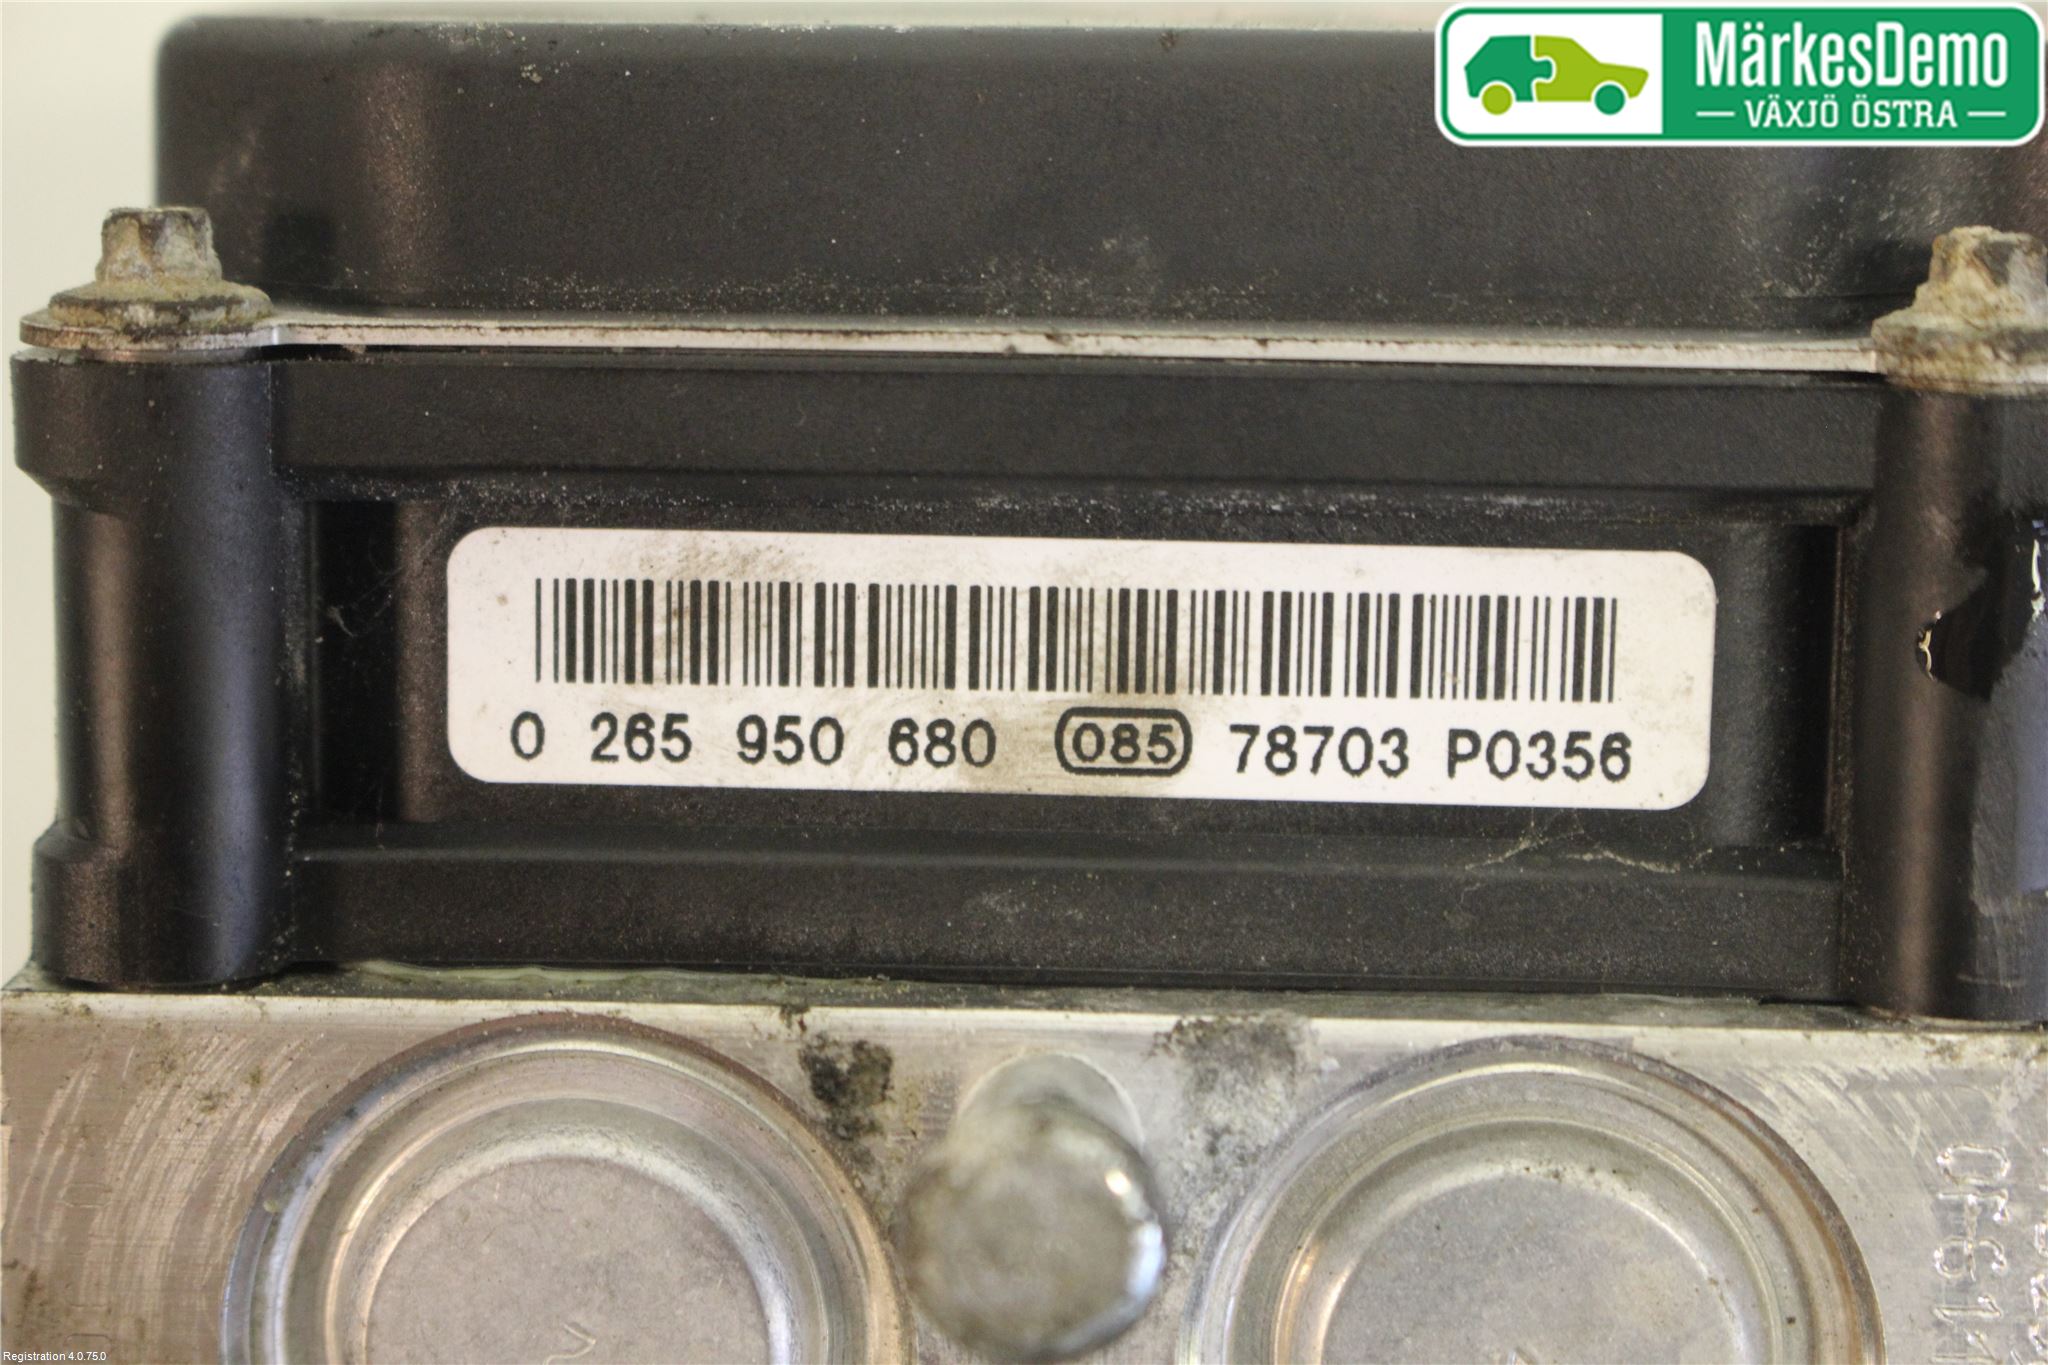 MärkesDemo
VÄXJÖ ÖSTRA
0 265 950 680 085 78703 P0356
Registration 4.0.75.0